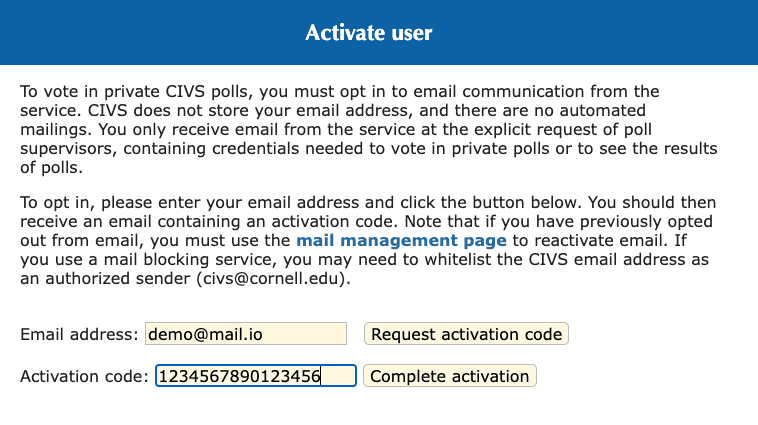 Activate user
To vote in private CIVS polls, you must opt in to email communication from the
service. CIVS does not store your email address, and there are no automated
mailings. You only receive email from the service at the explicit request of poll
supervisors, containing credentials needed to vote in private polls or to see the results
of polls.
To opt in, please enter your email address and click the button below. You should then
receive an email containing an activation code. Note that if you have previously opted
out from email, you must use the mail management page to reactivate email. If
you use a mail blocking service, you may need to whitelist the CIVS email address as
an authorized sender (civs@cornell.edu).
Email address: demo@mail.io Request activation code
Activation code: 1234567890123456 Complete activation